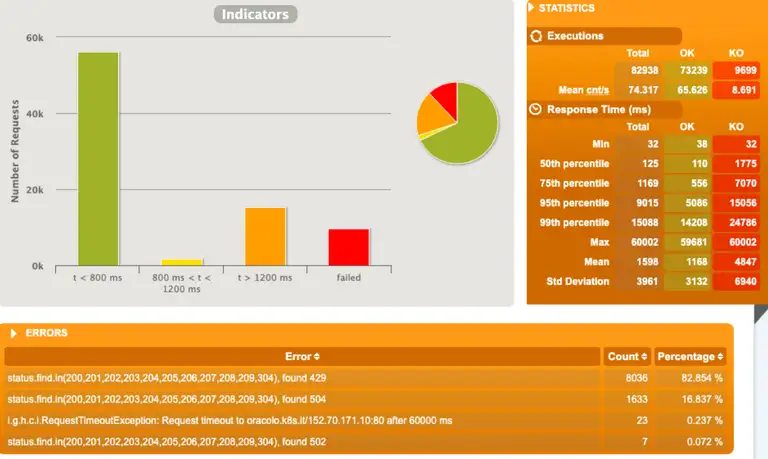 Indicators
60k
40k
20k
0k
Number of Requests
t < 800 ms
800 ms < t <
1200 ms
t > 1200 ms
failed
STATISTICS
Executions
Total OK KO
82938 73239 9699
Mean cnt/s 74.317 65.626 8.691
Response Time (ms)
Total OK KO
Min 32 38 32
50th percentile 125 110 1775
75th percentile 1169 556 7070
95th percentile 9015 5086 15056
99th percentile 15088 14208 24786
Max 60002 59681 60002
Mean 1598 1168 4847
Std Deviation 3961 3132 6940
ERRORS
Error Count Percentage
status.find.in(200,201,202,203,204,205,206,207,208,209,304), found 429 8036 82.854 %
status.find.in(200,201,202,203,204,205,206,207,208,209,304), found 504 1633 16.837 %
i.g.h.c.i.RequestTimeoutException: Request timeout to oracolo.k8s.it/152.70.171.10:80 after 60000 ms 23 0.237 %
status.find.in(200,201,202,203,204,205,206,207,208,209,304), found 502 7 0.072 %